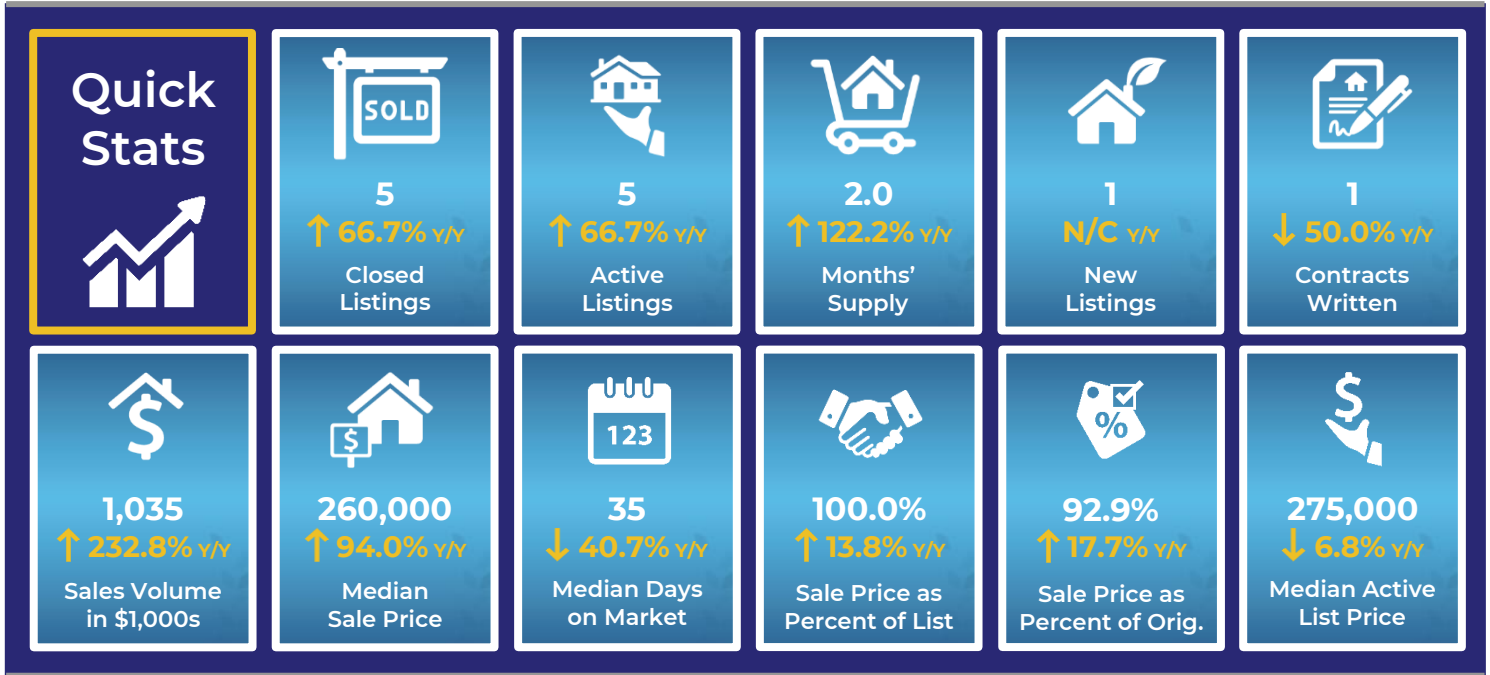 Quick
Stats
SOLD
5
↑ 66.7% Y/Y
Closed
Listings
5
↑ 66.7% Y/Y
Active
Listings
2.0
↑ 122.2% Y/Y
Months’
Supply
1
N/C Y/Y
New
Listings
1
↓ 50.0% Y/Y
Contracts
Written
$
1,035
↑ 232.8% Y/Y
Sales Volume
in $1,000s
$
260,000
↑ 94.0% Y/Y
Median
Sale Price
123
35
↓ 40.7% Y/Y
Median Days
on Market
100.0%
↑ 13.8% Y/Y
Sale Price as
Percent of List
%
92.9%
↑ 17.7% Y/Y
Sale Price as
Percent of Orig.
$
275,000
↓ 6.8% Y/Y
Median Active
List Price